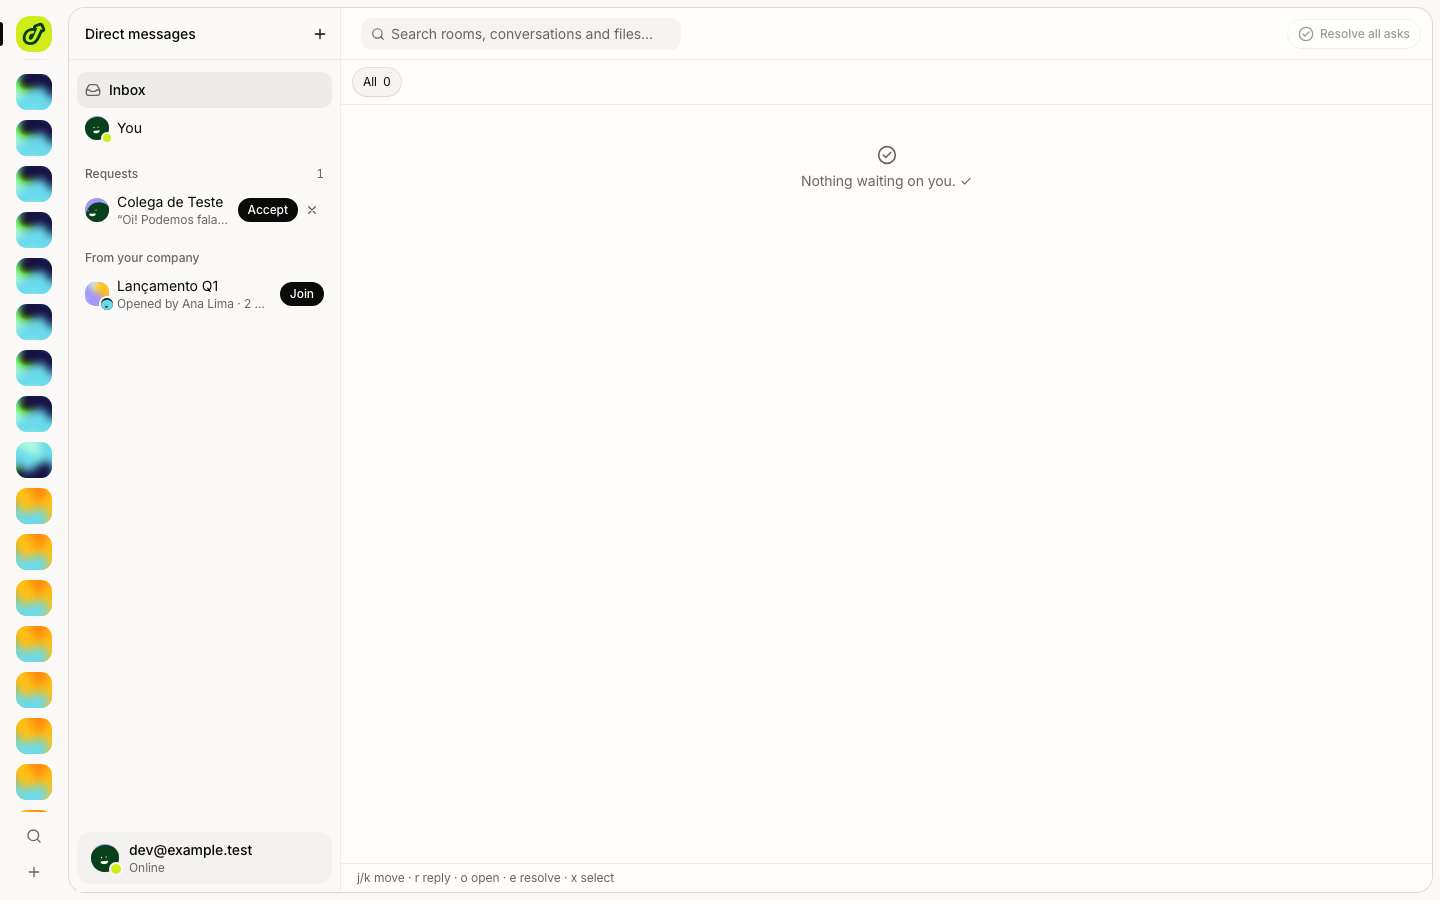 Direct messages
Search rooms, conversations and files...
Resolve all asks
Inbox
All 0
You
Nothing waiting on you. ✓
Requests 1
Colega de Teste
“Oi! Podemos fala...
Accept
From your company
Lançamento Q1
Opened by Ana Lima · 2 ...
Join
dev@example.test
Online
j/k move · r reply · o open · e resolve · x select